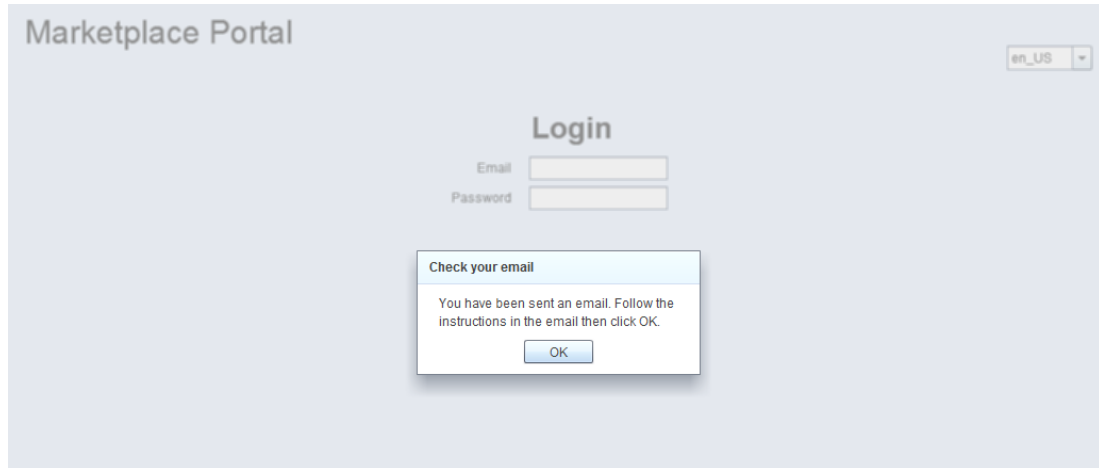 Marketplace Portal
en_US
Login
Email
Password
Check your email
You have been sent an email. Follow the
instructions in the email then click OK.
OK